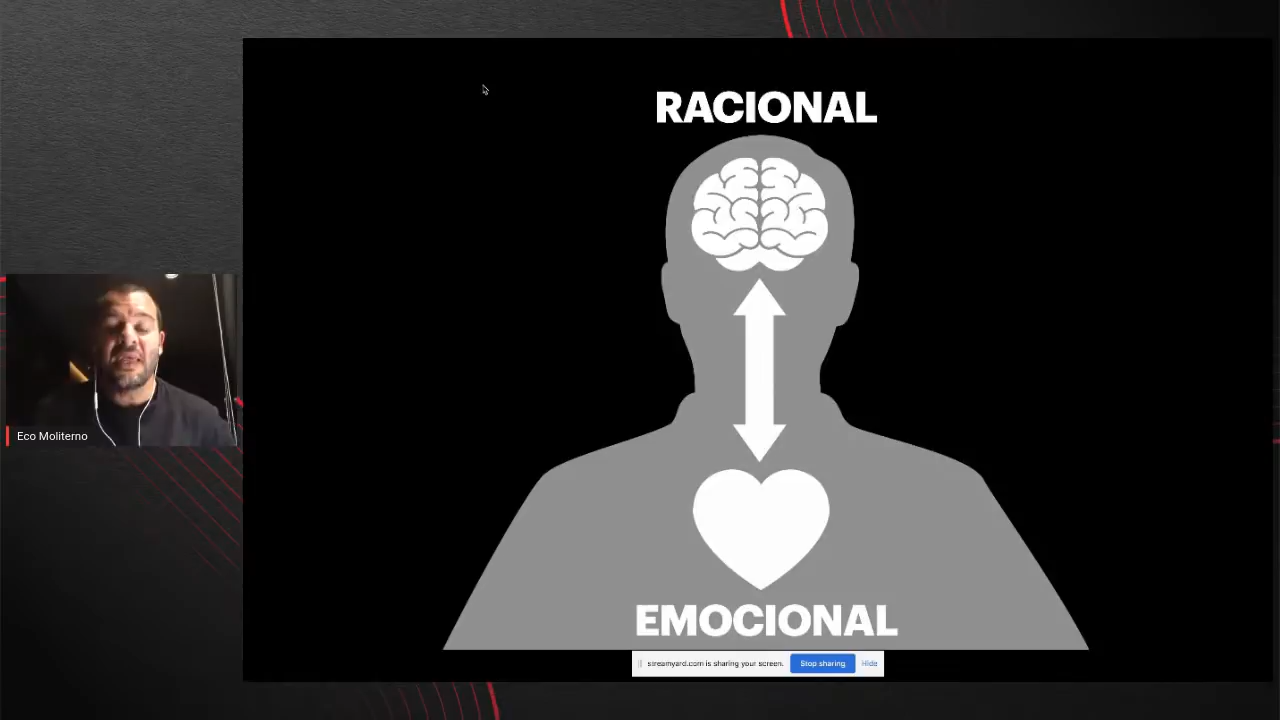 RACIONAL
Eco Moliterno
EMOCIONAL
streamyard.com is sharing your screen.
Stop sharing
Hide